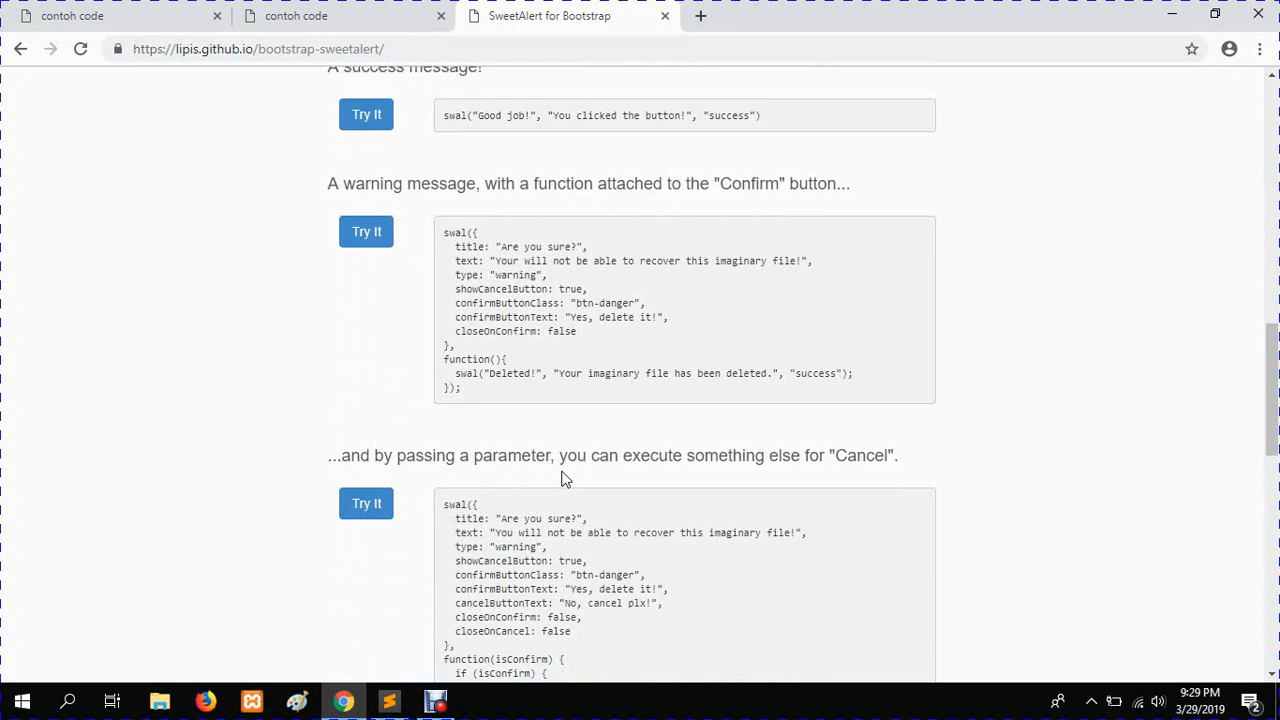 contoh code
contoh code
SweetAlert for Bootstrap
https://lipis.github.io/bootstrap-sweetalert/
A success message!
Try It
swal("Good job!", "You clicked the button!", "success")
A warning message, with a function attached to the "Confirm" button...
Try It
swal({
  title: "Are you sure?",
  text: "Your will not be able to recover this imaginary file!",
  type: "warning",
  showCancelButton: true,
  confirmButtonClass: "btn-danger",
  confirmButtonText: "Yes, delete it!",
  closeOnConfirm: false
},
function(){
  swal("Deleted!", "Your imaginary file has been deleted.", "success");
});
...and by passing a parameter, you can execute something else for "Cancel".
Try It
swal({
  title: "Are you sure?",
  text: "You will not be able to recover this imaginary file!",
  type: "warning",
  showCancelButton: true,
  confirmButtonClass: "btn-danger",
  confirmButtonText: "Yes, delete it!",
  cancelButtonText: "No, cancel plx!",
  closeOnConfirm: false,
  closeOnCancel: false
},
function(isConfirm) {
  if (isConfirm) {
9:29 PM
3/29/2019
2